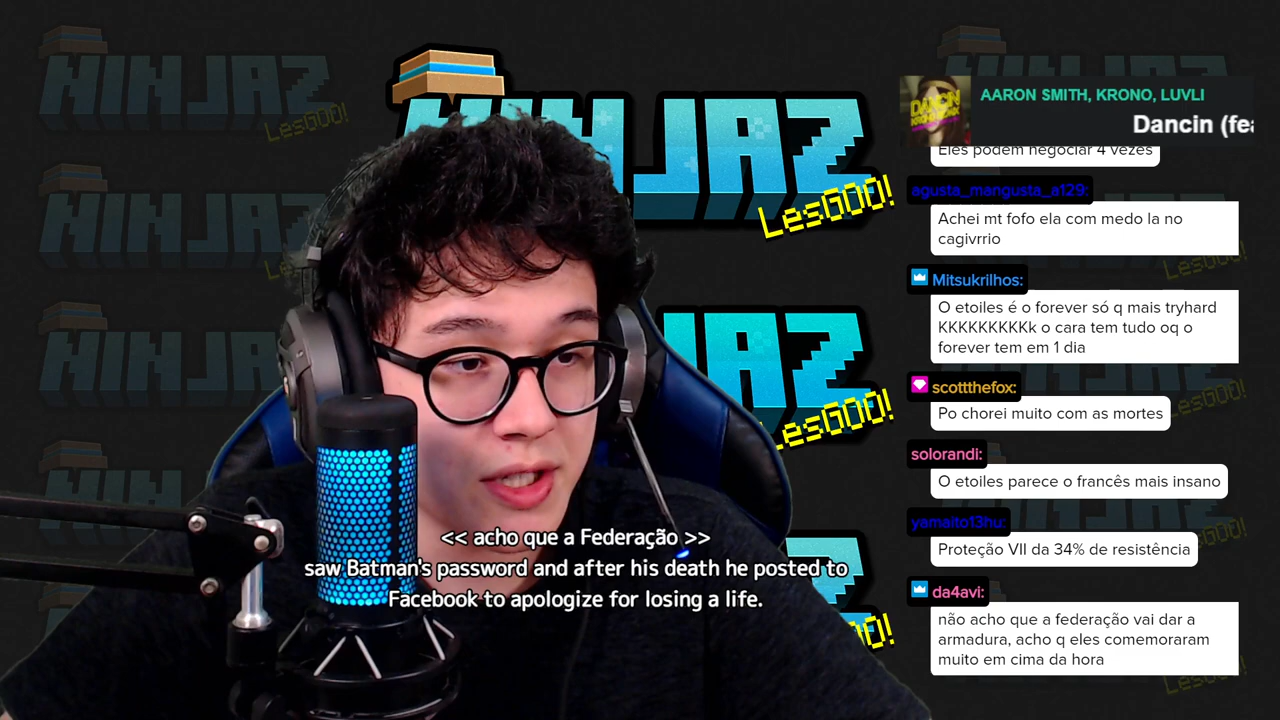 NINJAZ
LesGOO!
NINJAZ
LesGOO!
AARON SMITH, KRONO, LUVLI
Dancin (fea
Eles podem negociar 4 vezes
agusta_mangusta_a129:
Achei mt fofo ela com medo la no
cagivrrio
Mitsukrilhos:
O etoiles é o forever só q mais tryhard
KKKKKKKKKk o cara tem tudo oq o
forever tem em 1 dia
scottthefox:
Po chorei muito com as mortes
solorandi:
O etoiles parece o francês mais insano
yamaito13hu:
Proteção VII da 34% de resistência
da4avi:
não acho que a federação vai dar a
armadura, acho q eles comemoraram
muito em cima da hora
<< acho que a Federação >>
saw Batman's password and after his death he posted to
Facebook to apologize for losing a life.